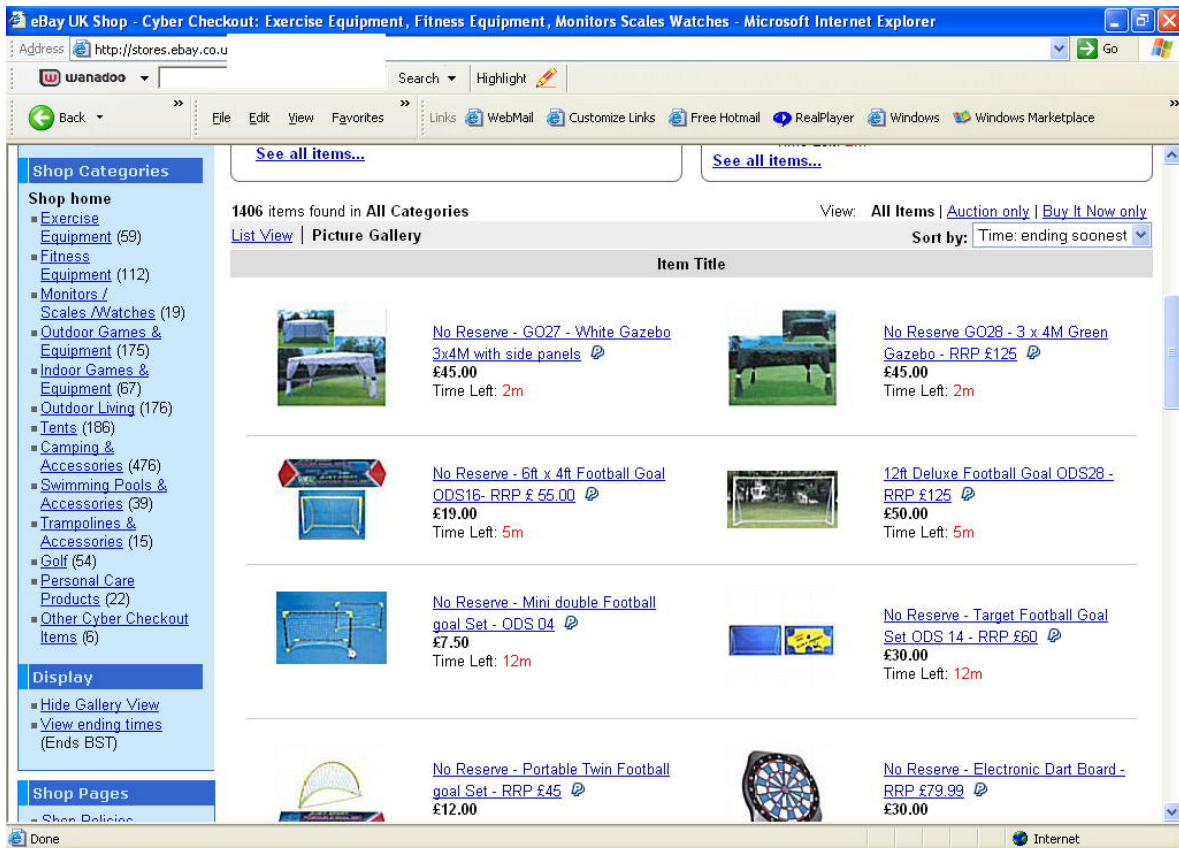 eBay UK Shop - Cyber Checkout: Exercise Equipment, Fitness Equipment, Monitors Scales Watches - Microsoft Internet Explorer
Address http://stores.ebay.co.u
Go
wanadoo
Search
Highlight
Back
File Edit View Favorites
Links WebMail Customize Links Free Hotmail RealPlayer Windows Windows Marketplace
Shop Categories
Shop home
Exercise
Equipment (59)
Fitness
Equipment (112)
Monitors /
Scales /Watches (19)
Outdoor Games &
Equipment (175)
Indoor Games &
Equipment (67)
Outdoor Living (176)
Tents (186)
Camping &
Accessories (476)
Swimming Pools &
Accessories (39)
Trampolines &
Accessories (15)
Golf (54)
Personal Care
Products (22)
Other Cyber Checkout
Items (6)
Display
Hide Gallery View
View ending times
(Ends BST)
Shop Pages
Shop Policies
See all items...
See all items...
1406 items found in All Categories
View: All Items | Auction only | Buy It Now only
List View | Picture Gallery
Sort by: Time: ending soonest
Item Title
No Reserve - GO27 - White Gazebo
3x4M with side panels
£45.00
Time Left: 2m
No Reserve GO28 - 3 x 4M Green
Gazebo - RRP £125
£45.00
Time Left: 2m
No Reserve - 6ft x 4ft Football Goal
ODS16- RRP £ 55.00
£19.00
Time Left: 5m
12ft Deluxe Football Goal ODS28 -
RRP £125
£50.00
Time Left: 5m
No Reserve - Mini double Football
goal Set - ODS 04
£7.50
Time Left: 12m
No Reserve - Target Football Goal
Set ODS 14 - RRP £60
£30.00
Time Left: 12m
No Reserve - Portable Twin Football
goal Set - RRP £45
£12.00
No Reserve - Electronic Dart Board -
RRP £79.99
£30.00
Done
Internet